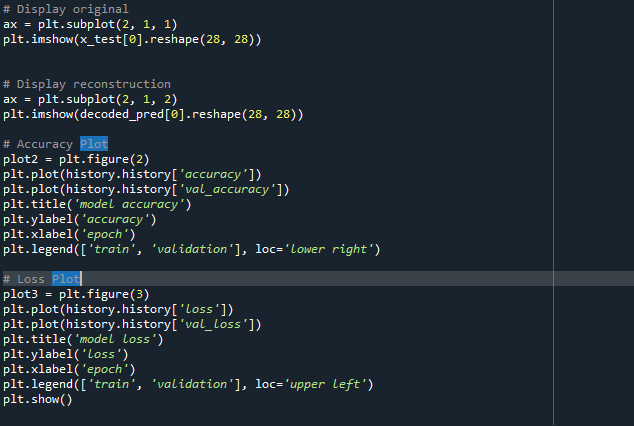 # Display original
ax = plt.subplot(2, 1, 1)
plt.imshow(x_test[0].reshape(28, 28))
# Display reconstruction
ax = plt.subplot(2, 1, 2)
plt.imshow(decoded_pred[0].reshape(28, 28))
# Accuracy Plot
plot2 = plt.figure(2)
plt.plot(history.history['accuracy'])
plt.plot(history.history['val_accuracy'])
plt.title('model accuracy')
plt.ylabel('accuracy')
plt.xlabel('epoch')
plt.legend(['train', 'validation'], loc='lower right')
# Loss Plot
plot3 = plt.figure(3)
plt.plot(history.history['loss'])
plt.plot(history.history['val_loss'])
plt.title('model loss')
plt.ylabel('loss')
plt.xlabel('epoch')
plt.legend(['train', 'validation'], loc='upper left')
plt.show()